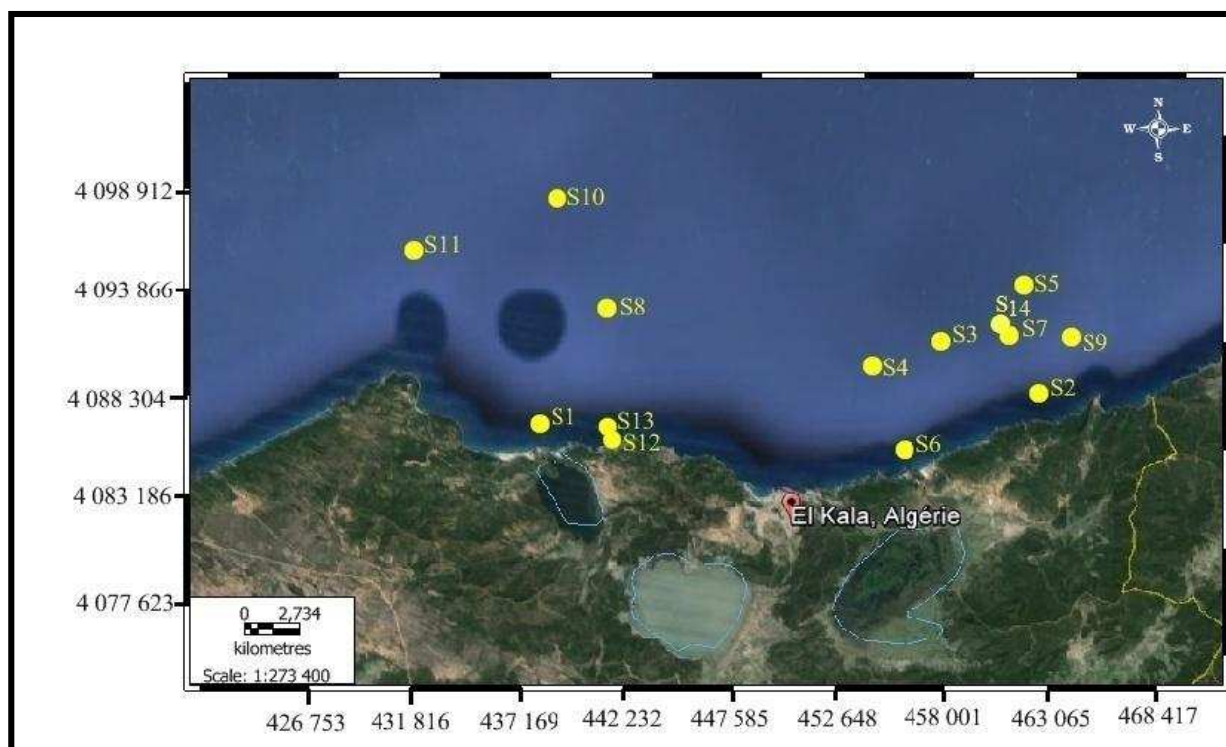 N
W E
S
4 098 912
S10
S11
4 093 866
S5
S8
S14
S7
S3
S9
S4
4 088 304
S2
S1
S13
S12
S6
4 083 186
El Kala, Algérie
4 077 623
0 2,734
kilometres
Scale: 1:273 400
426 753 431 816 437 169 442 232 447 585 452 648 458 001 463 065 468 417